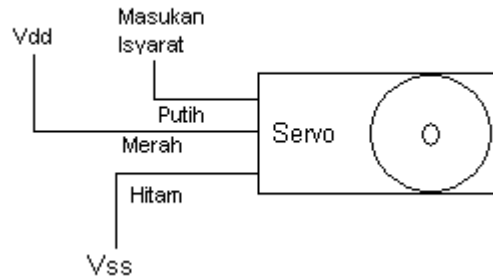 Masukan
Isyarat
Vdd
Putih
Servo
Merah
Hitam
Vss